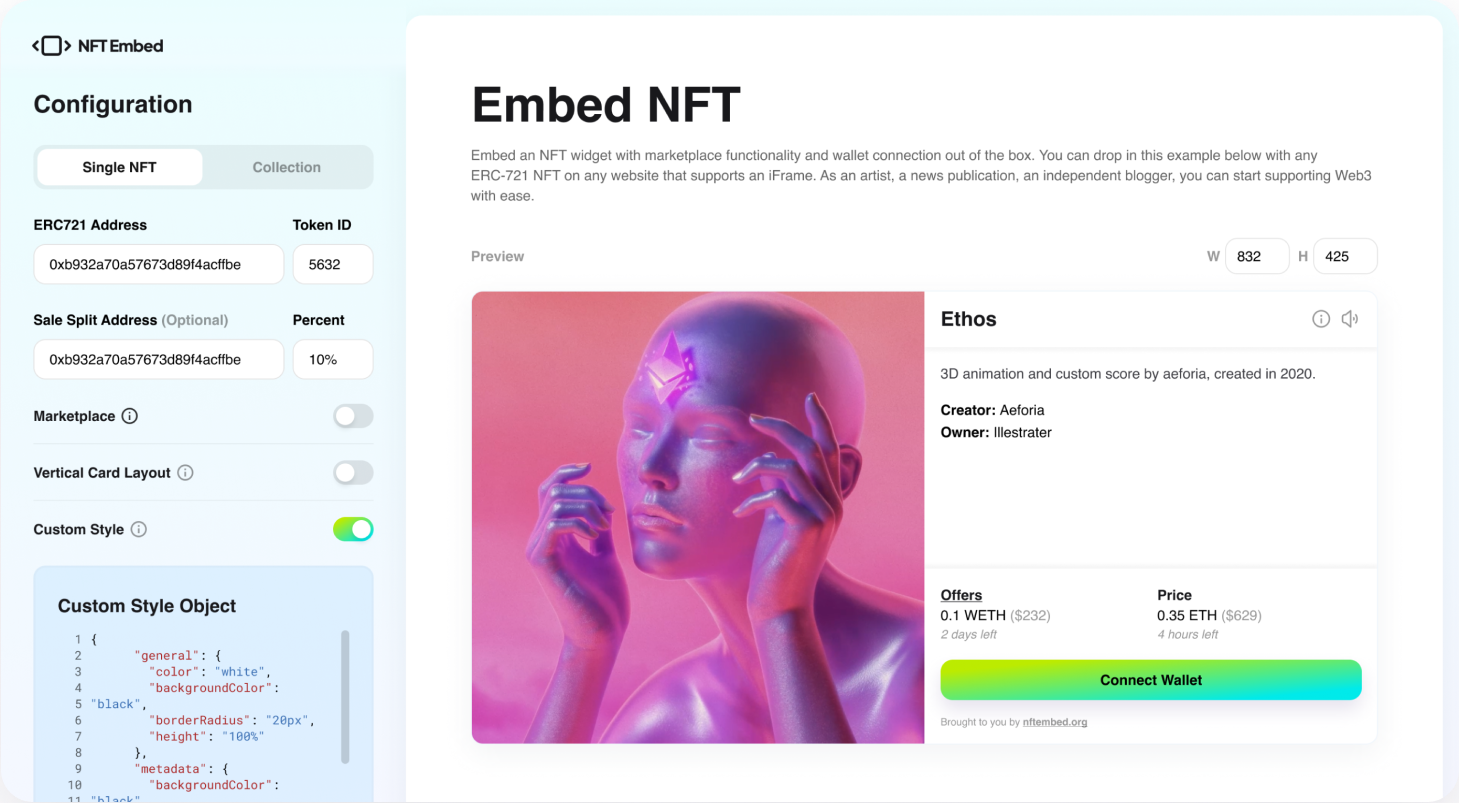 NFT Embed
Configuration
Single NFT
Collection
ERC721 Address
Token ID
0xb932a70a57673d89f4acffbe
5632
Sale Split Address (Optional)
Percent
0xb932a70a57673d89f4acffbe
10%
Marketplace
Vertical Card Layout
Custom Style
Custom Style Object
1 {
2 "general": {
3 "color": "white",
4 "backgroundColor":
5 "black",
6 "borderRadius": "20px",
7 "height": "100%"
8 },
9 "metadata": {
10 "backgroundColor":
11 "black"
Embed NFT
Embed an NFT widget with marketplace functionality and wallet connection out of the box. You can drop in this example below with any
ERC-721 NFT on any website that supports an iFrame. As an artist, a news publication, an independent blogger, you can start supporting Web3
with ease.
Preview
W 832 H 425
Ethos
3D animation and custom score by aeforia, created in 2020.
Creator: Aeforia
Owner: Illestrater
Offers
0.1 WETH ($232)
2 days left
Price
0.35 ETH ($629)
4 hours left
Connect Wallet
Brought to you by nftembed.org